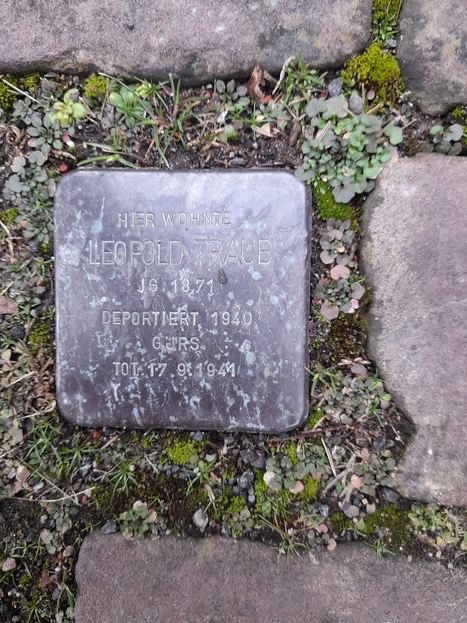 HIER WOHNTE
LEOPOLD TRAUB
JG. 1871
DEPORTIERT 1940
GURS
TOT 17.9.1941